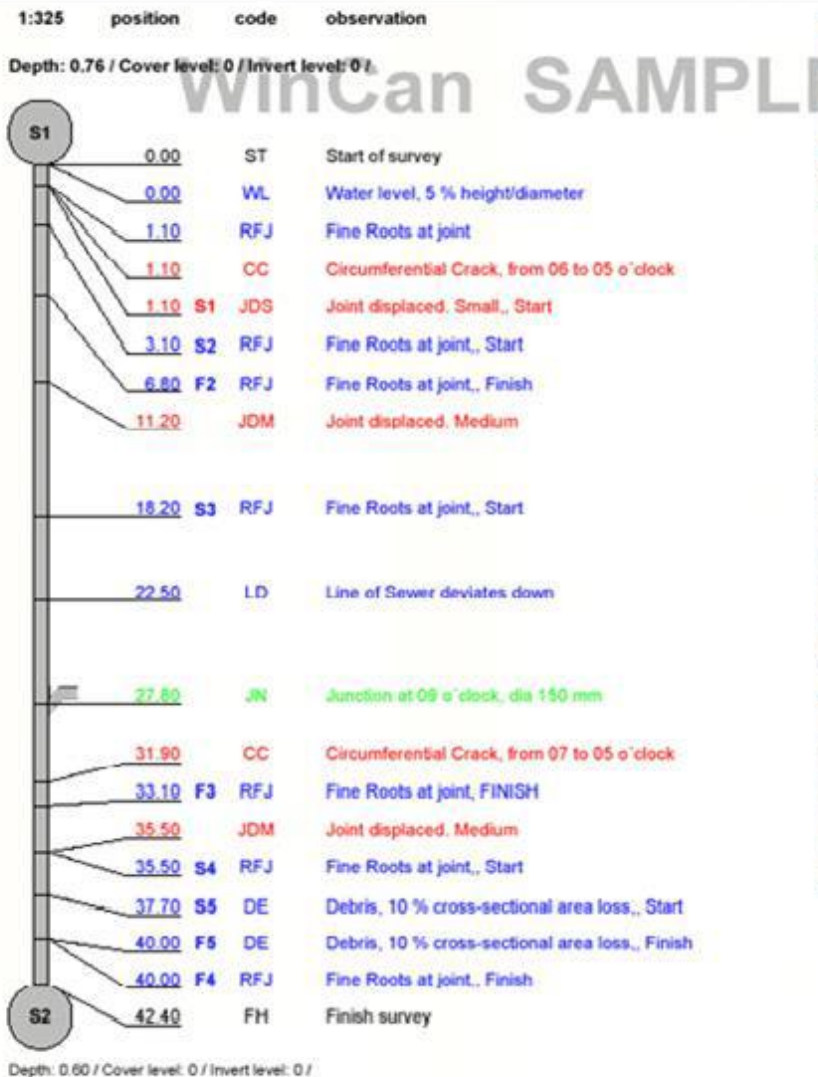 1:325 position code observation
Depth: 0.76 / Cover level: 0 / Invert level: 0 /
WinCan SAMPLE
S1
0.00 ST Start of survey
0.00 WL Water level, 5 % height/diameter
1.10 RFJ Fine Roots at joint
1.10 CC Circumferential Crack, from 06 to 05 o`clock
1.10 S1 JDS Joint displaced. Small,, Start
3.10 S2 RFJ Fine Roots at joint,, Start
6.80 F2 RFJ Fine Roots at joint,, Finish
11.20 JDM Joint displaced. Medium
18.20 S3 RFJ Fine Roots at joint,, Start
22.50 LD Line of Sewer deviates down
27.80 JN Junction at 09 o`clock, dia 150 mm
31.90 CC Circumferential Crack, from 07 to 05 o`clock
33.10 F3 RFJ Fine Roots at joint, FINISH
35.50 JDM Joint displaced. Medium
35.50 S4 RFJ Fine Roots at joint,, Start
37.70 S5 DE Debris, 10 % cross-sectional area loss,, Start
40.00 F5 DE Debris, 10 % cross-sectional area loss,, Finish
40.00 F4 RFJ Fine Roots at joint,, Finish
S2
42.40 FH Finish survey
Depth: 0.60 / Cover level: 0 / Invert level: 0 /